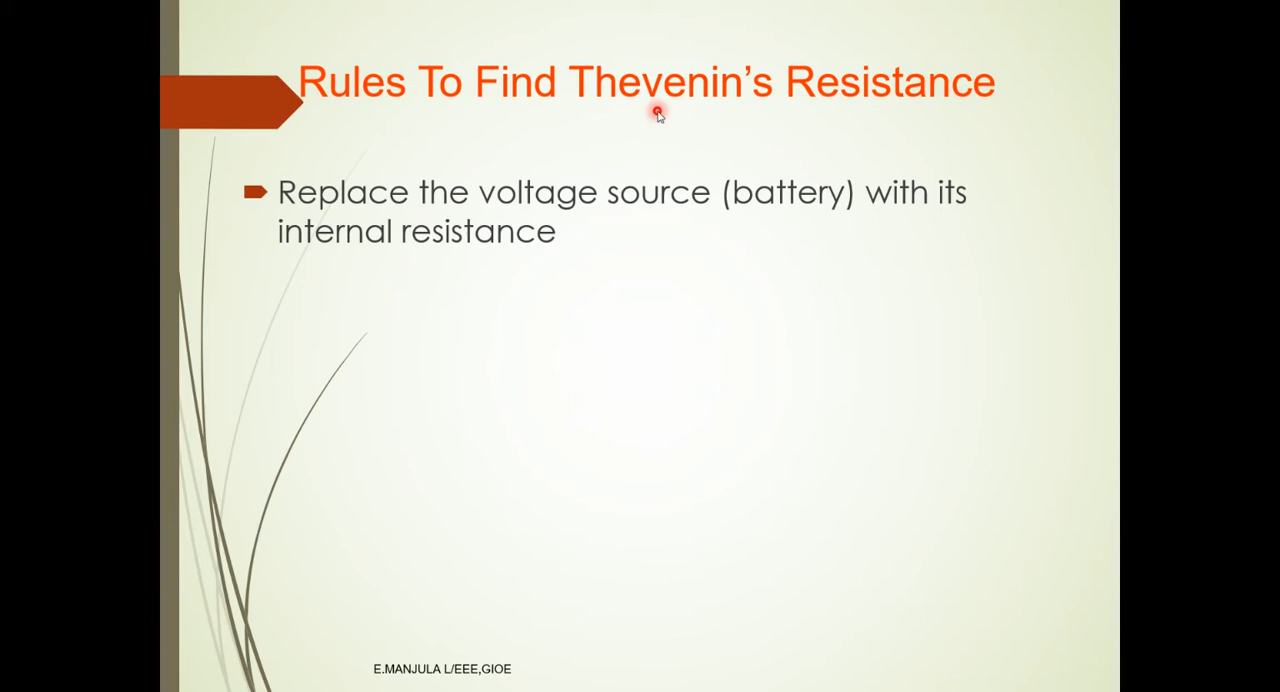 Rules To Find Thevenin’s Resistance
Replace the voltage source (battery) with its
internal resistance
E.MANJULA L/EEE,GIOE